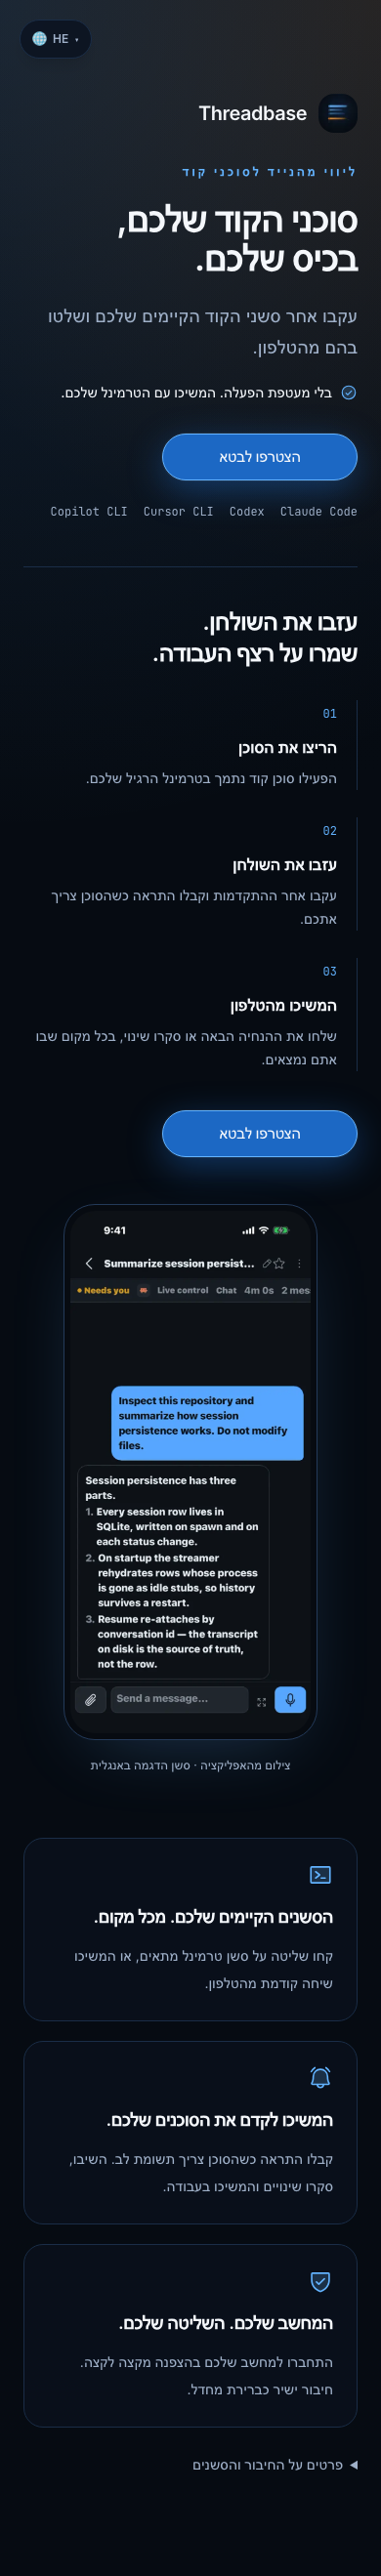 HE
Threadbase
ליווי מהנייד לסוכני קוד
סוכני הקוד שלכם,
בכיס שלכם.
עקבו אחר סשני הקוד הקיימים שלכם ושלטו
בהם מהטלפון.
בלי מעטפת הפעלה. המשיכו עם הטרמינל שלכם.
הצטרפו לבטא
Claude Code Codex Cursor CLI Copilot CLI
עזבו את השולחן.
שמרו על רצף העבודה.
01
הריצו את הסוכן
הפעילו סוכן קוד נתמך בטרמינל הרגיל שלכם.
02
עזבו את השולחן
עקבו אחר ההתקדמות וקבלו התראה כשהסוכן צריך
אתכם.
03
המשיכו מהטלפון
שלחו את ההנחיה הבאה או סקרו שינוי, בכל מקום שבו
אתם נמצאים.
הצטרפו לבטא
9:41
Summarize session persist...
Needs you Live control Chat 4m 0s 2 mes
Inspect this repository and
summarize how session
persistence works. Do not modify
files.
Session persistence has three
parts.
1. Every session row lives in
SQLite, written on spawn and on
each status change.
2. On startup the streamer
rehydrates rows whose process
is gone as idle stubs, so history
survives a restart.
3. Resume re-attaches by
conversation id — the transcript
on disk is the source of truth,
not the row.
Send a message...
צילום מהאפליקציה · סשן הדגמה באנגלית
הסשנים הקיימים שלכם. מכל מקום.
קחו שליטה על סשן טרמינל מתאים, או המשיכו
שיחה קודמת מהטלפון.
המשיכו לקדם את הסוכנים שלכם.
קבלו התראה כשהסוכן צריך תשומת לב. השיבו,
סקרו שינויים והמשיכו בעבודה.
המחשב שלכם. השליטה שלכם.
התחברו למחשב שלכם בהצפנה מקצה לקצה.
חיבור ישיר כברירת מחדל.
פרטים על החיבור והסשנים